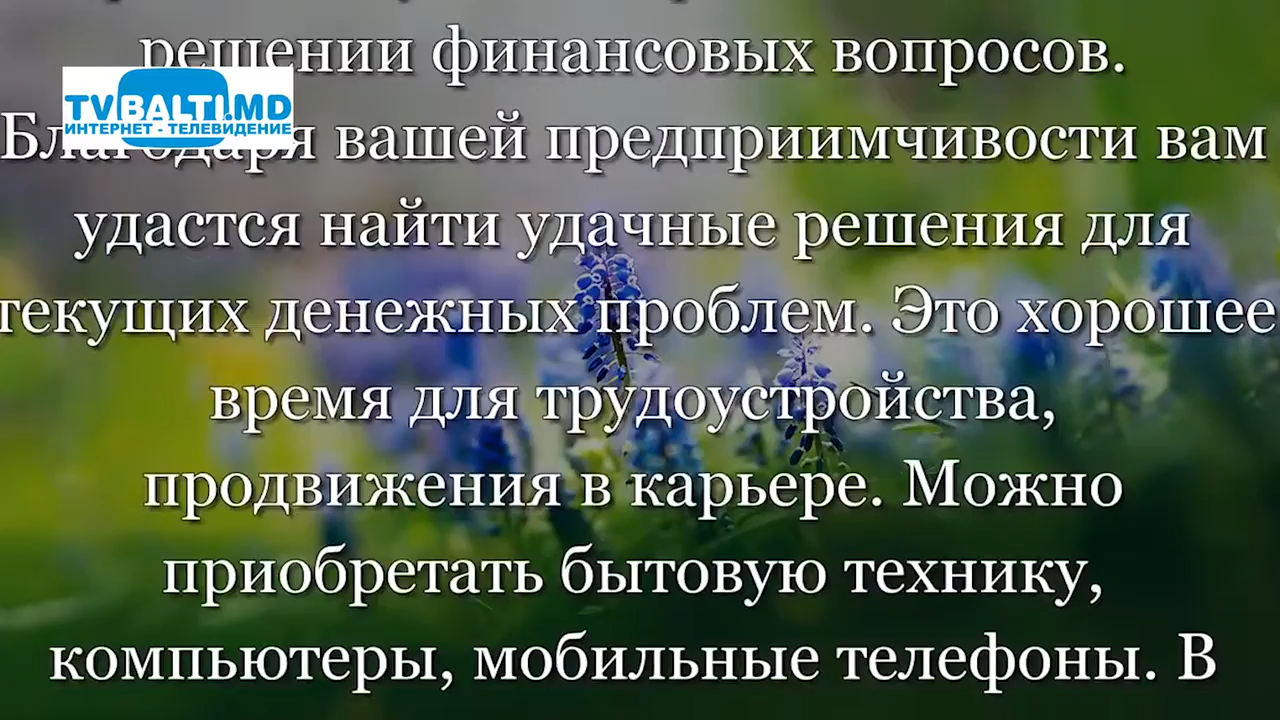 решении финансовых вопросов.
TVBALTI.MD
ИНТЕРНЕТ - ТЕЛЕВИДЕНИЕ
Благодаря вашей предприимчивости вам
удастся найти удачные решения для
текущих денежных проблем. Это хорошее
время для трудоустройства,
продвижения в карьере. Можно
приобретать бытовую технику,
компьютеры, мобильные телефоны. В